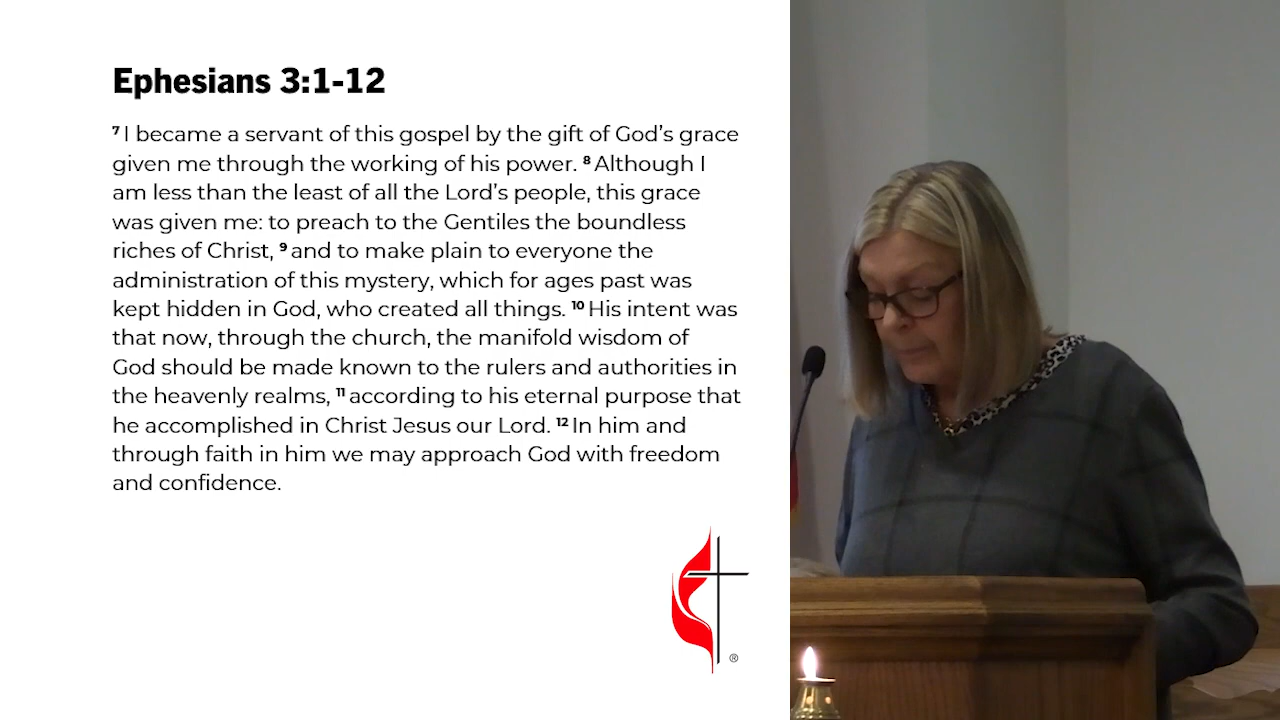 Ephesians 3:1-12
⁷ I became a servant of this gospel by the gift of God’s grace
given me through the working of his power. ⁸ Although I
am less than the least of all the Lord’s people, this grace
was given me: to preach to the Gentiles the boundless
riches of Christ, ⁹ and to make plain to everyone the
administration of this mystery, which for ages past was
kept hidden in God, who created all things. ¹⁰ His intent was
that now, through the church, the manifold wisdom of
God should be made known to the rulers and authorities in
the heavenly realms, ¹¹ according to his eternal purpose that
he accomplished in Christ Jesus our Lord. ¹² In him and
through faith in him we may approach God with freedom
and confidence.
®